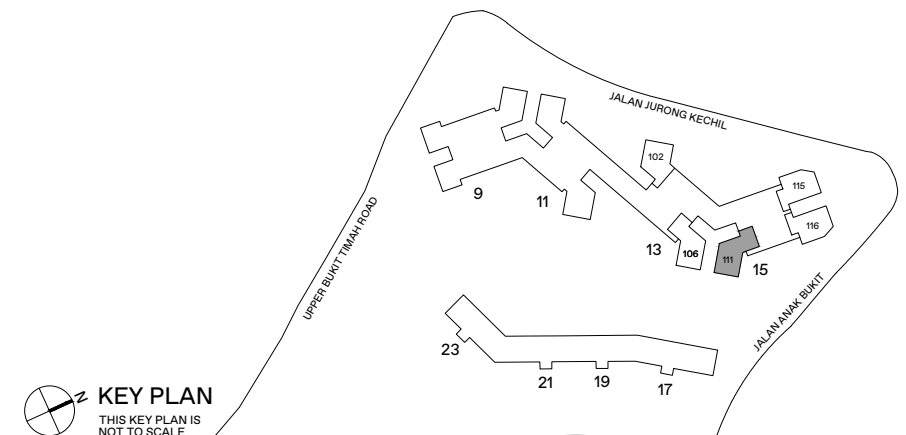 JALAN JURONG KECHIL
102
115
116
9
11
13
106
111
15
UPPER BUKIT TIMAH ROAD
JALAN ANAK BUKIT
23
21
19
17
N
KEY PLAN
THIS KEY PLAN IS
NOT TO SCALE